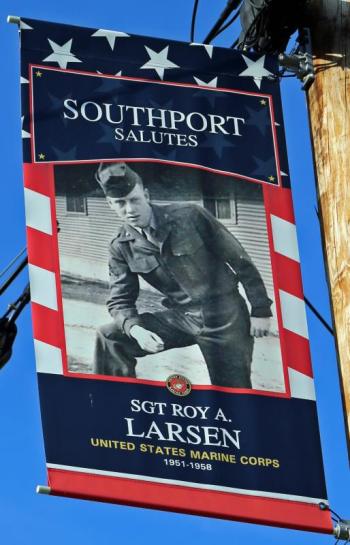 SOUTHPORT
SALUTES
SGT ROY A.
LARSEN
UNITED STATES MARINE CORPS
1951-1958